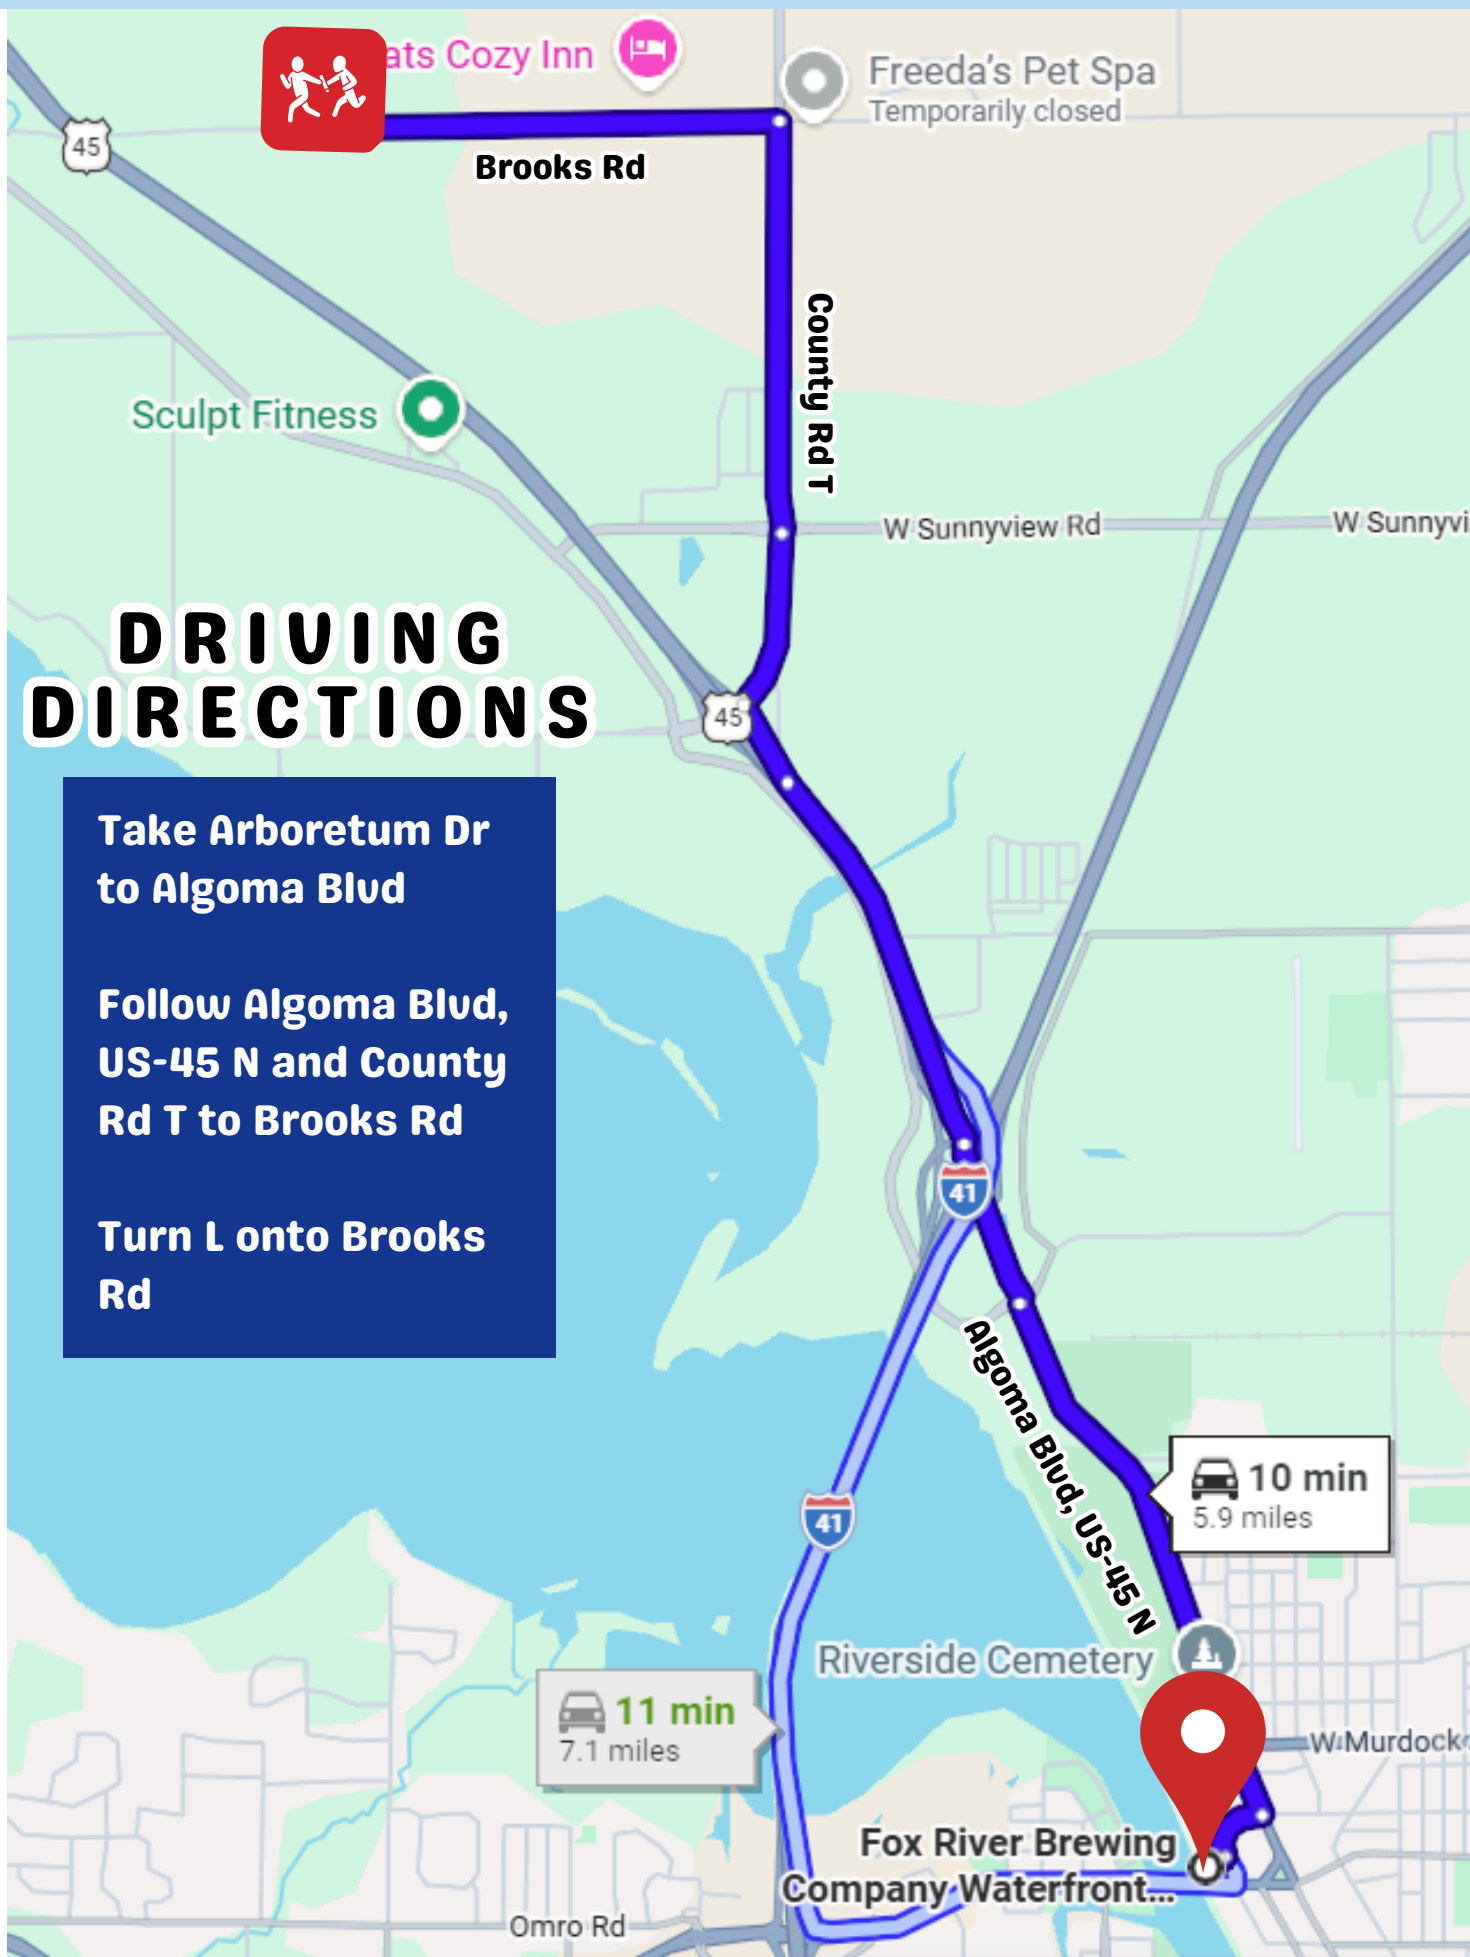 ats Cozy Inn
Freeda's Pet Spa
Temporarily closed
45
Brooks Rd
County Rd T
Sculpt Fitness
W Sunnyview Rd
W Sunnyvi
DRIVING
DIRECTIONS
45
Take Arboretum Dr
to Algoma Blvd
Follow Algoma Blvd,
US-45 N and County
Rd T to Brooks Rd
Turn L onto Brooks
Rd
41
Algoma Blvd, US-45 N
10 min
5.9 miles
41
Riverside Cemetery
11 min
7.1 miles
W Murdock
Fox River Brewing
Company Waterfront...
Omro Rd